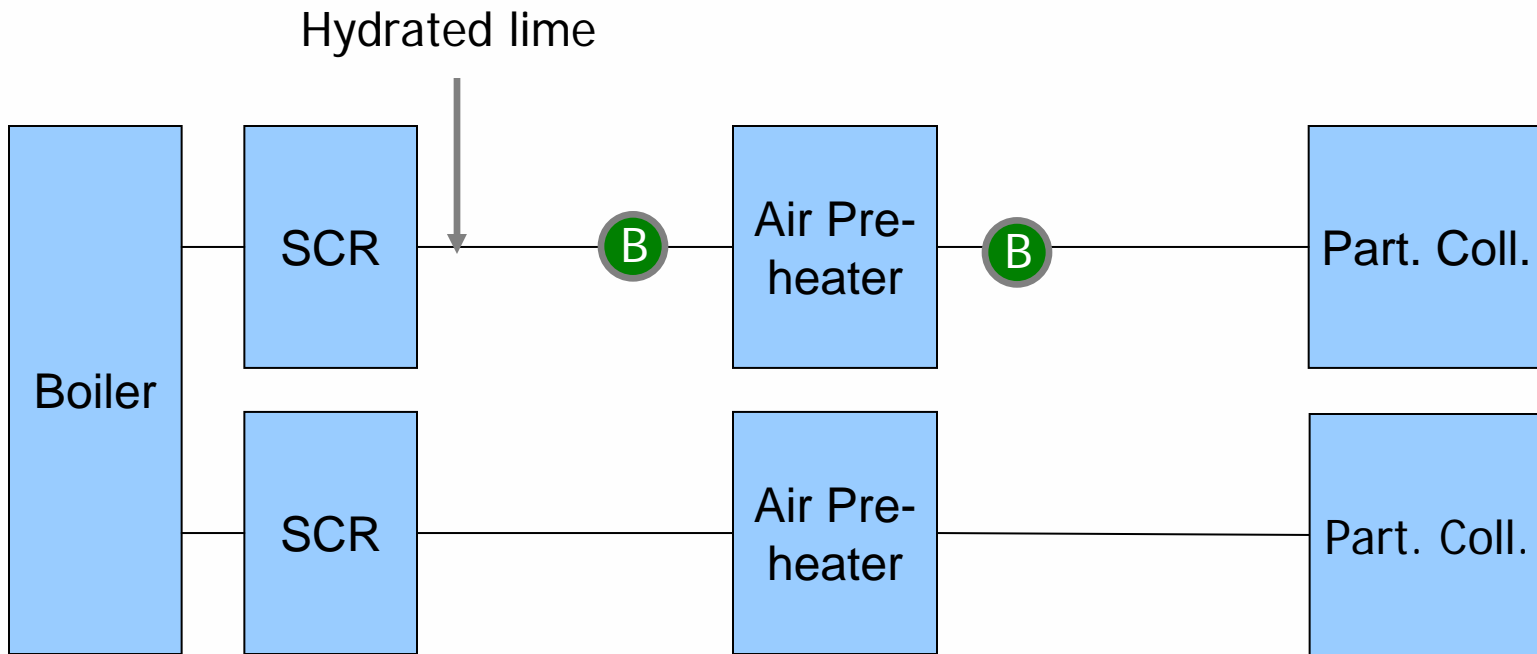 Hydrated lime
Boiler
SCR
B
Air Pre-
heater
B
Part. Coll.
SCR
Air Pre-
heater
Part. Coll.